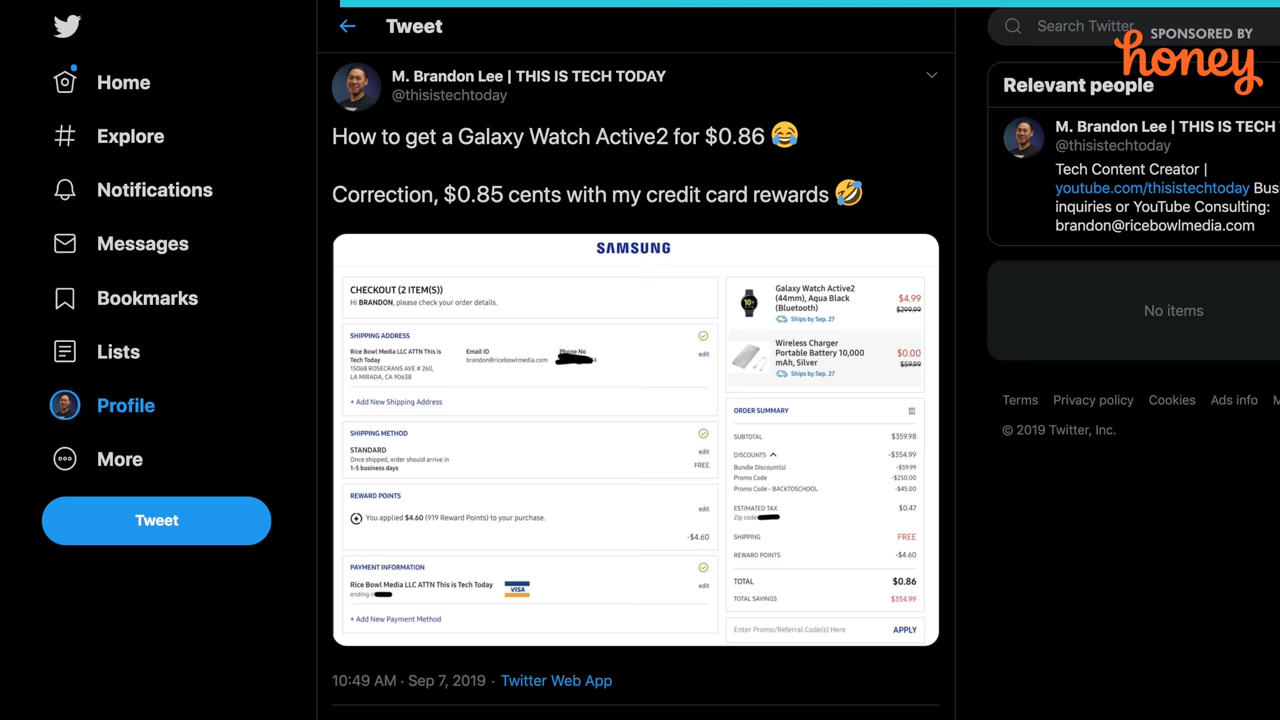 Tweet
Search Twitter
SPONSORED BY
honey
Home
Explore
Notifications
Messages
Bookmarks
Lists
Profile
More
Tweet
M. Brandon Lee | THIS IS TECH TODAY
@thisistechtoday
How to get a Galaxy Watch Active2 for $0.86 😂
Correction, $0.85 cents with my credit card rewards 🤣
SAMSUNG
CHECKOUT (2 ITEM(S))
Hi BRANDON, please check your order details.
SHIPPING ADDRESS
Rice Bowl Media LLC ATTN This is
Tech Today
15068 ROSECRANS AVE # 260,
LA MIRADA, CA 90638
Email ID
brandon@ricebowlmedia.com
Phone No
edit
+ Add New Shipping Address
SHIPPING METHOD
STANDARD
Once shipped, order should arrive in
1-5 business days
edit
FREE
REWARD POINTS
edit
You applied $4.60 (919 Reward Points) to your purchase.
-$4.60
PAYMENT INFORMATION
Rice Bowl Media LLC ATTN This is Tech Today
ending in
VISA
edit
+ Add New Payment Method
Galaxy Watch Active2
(44mm), Aqua Black
(Bluetooth)
$4.99
$299.99
Ships by Sep. 27
Wireless Charger
Portable Battery 10,000
mAh, Silver
$0.00
$59.99
Ships by Sep. 27
ORDER SUMMARY
SUBTOTAL $359.98
DISCOUNTS -$354.99
Bundle Discount(s) -$59.99
Promo Code -$250.00
Promo Code - BACKTOSCHOOL -$45.00
ESTIMATED TAX $0.47
Zip code
SHIPPING FREE
REWARD POINTS -$4.60
TOTAL $0.86
TOTAL SAVINGS $354.99
Enter Promo/Referral Code(s) Here APPLY
10:49 AM · Sep 7, 2019 · Twitter Web App
Relevant people
M. Brandon Lee | THIS IS TECH
@thisistechtoday
Tech Content Creator |
youtube.com/thisistechtoday Bus
inquiries or YouTube Consulting:
brandon@ricebowlmedia.com
No items
Terms Privacy policy Cookies Ads info
© 2019 Twitter, Inc.